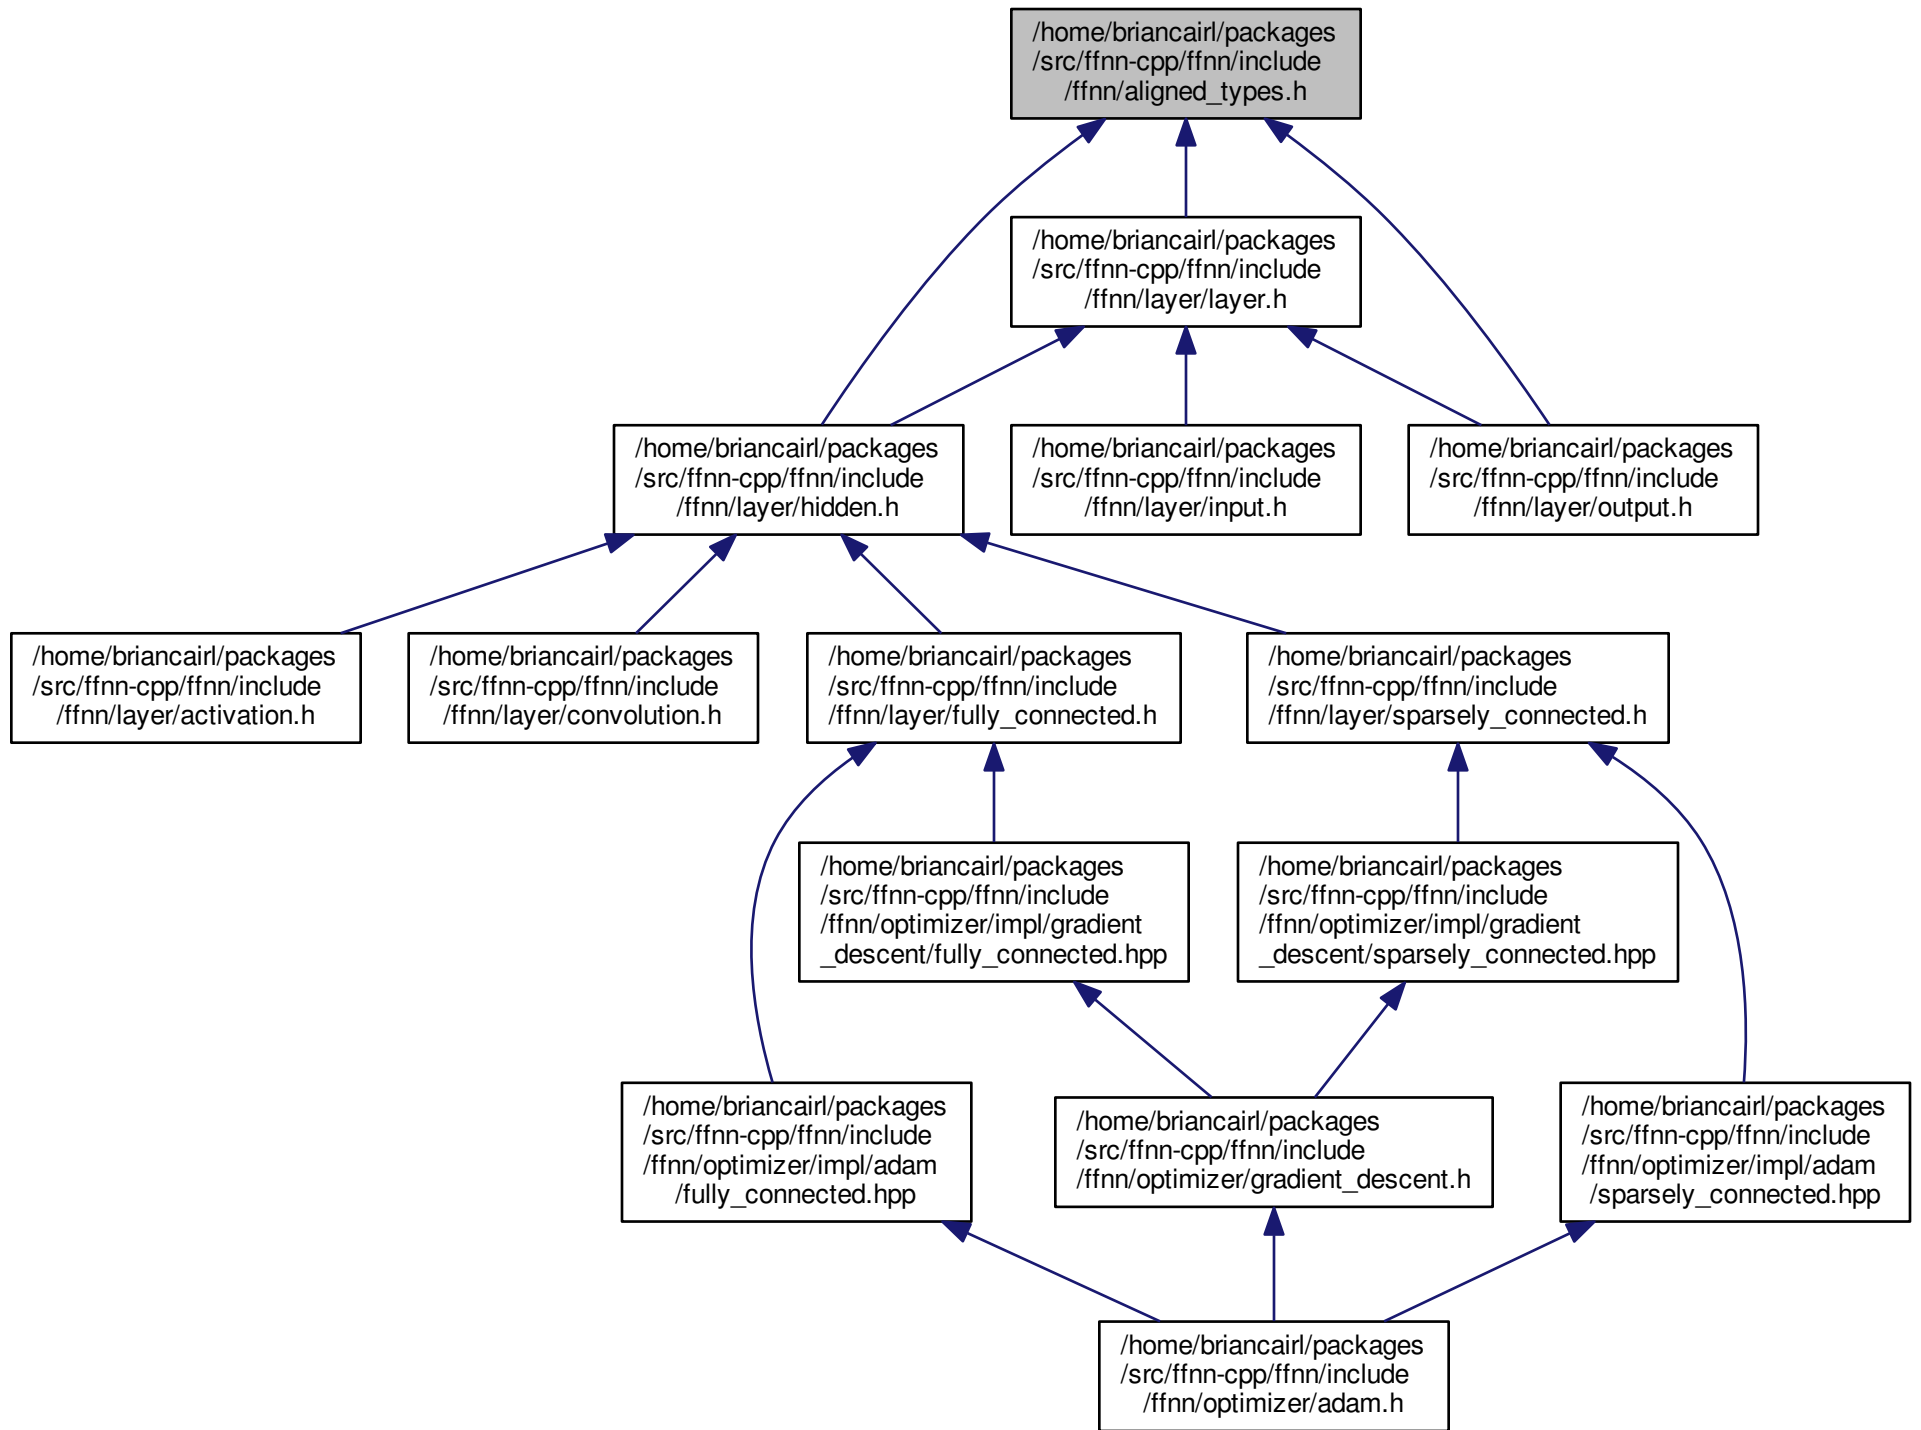 /home/briancairl/packages
/src/ffnn-cpp/ffnn/include
/ffnn/aligned_types.h
/home/briancairl/packages
/src/ffnn-cpp/ffnn/include
/ffnn/layer/layer.h
/home/briancairl/packages
/src/ffnn-cpp/ffnn/include
/ffnn/layer/hidden.h
/home/briancairl/packages
/src/ffnn-cpp/ffnn/include
/ffnn/layer/input.h
/home/briancairl/packages
/src/ffnn-cpp/ffnn/include
/ffnn/layer/output.h
/home/briancairl/packages
/src/ffnn-cpp/ffnn/include
/ffnn/layer/activation.h
/home/briancairl/packages
/src/ffnn-cpp/ffnn/include
/ffnn/layer/convolution.h
/home/briancairl/packages
/src/ffnn-cpp/ffnn/include
/ffnn/layer/fully_connected.h
/home/briancairl/packages
/src/ffnn-cpp/ffnn/include
/ffnn/layer/sparsely_connected.h
/home/briancairl/packages
/src/ffnn-cpp/ffnn/include
/ffnn/optimizer/impl/gradient
_descent/fully_connected.hpp
/home/briancairl/packages
/src/ffnn-cpp/ffnn/include
/ffnn/optimizer/impl/gradient
_descent/sparsely_connected.hpp
/home/briancairl/packages
/src/ffnn-cpp/ffnn/include
/ffnn/optimizer/impl/adam
/fully_connected.hpp
/home/briancairl/packages
/src/ffnn-cpp/ffnn/include
/ffnn/optimizer/gradient_descent.h
/home/briancairl/packages
/src/ffnn-cpp/ffnn/include
/ffnn/optimizer/impl/adam
/sparsely_connected.hpp
/home/briancairl/packages
/src/ffnn-cpp/ffnn/include
/ffnn/optimizer/adam.h